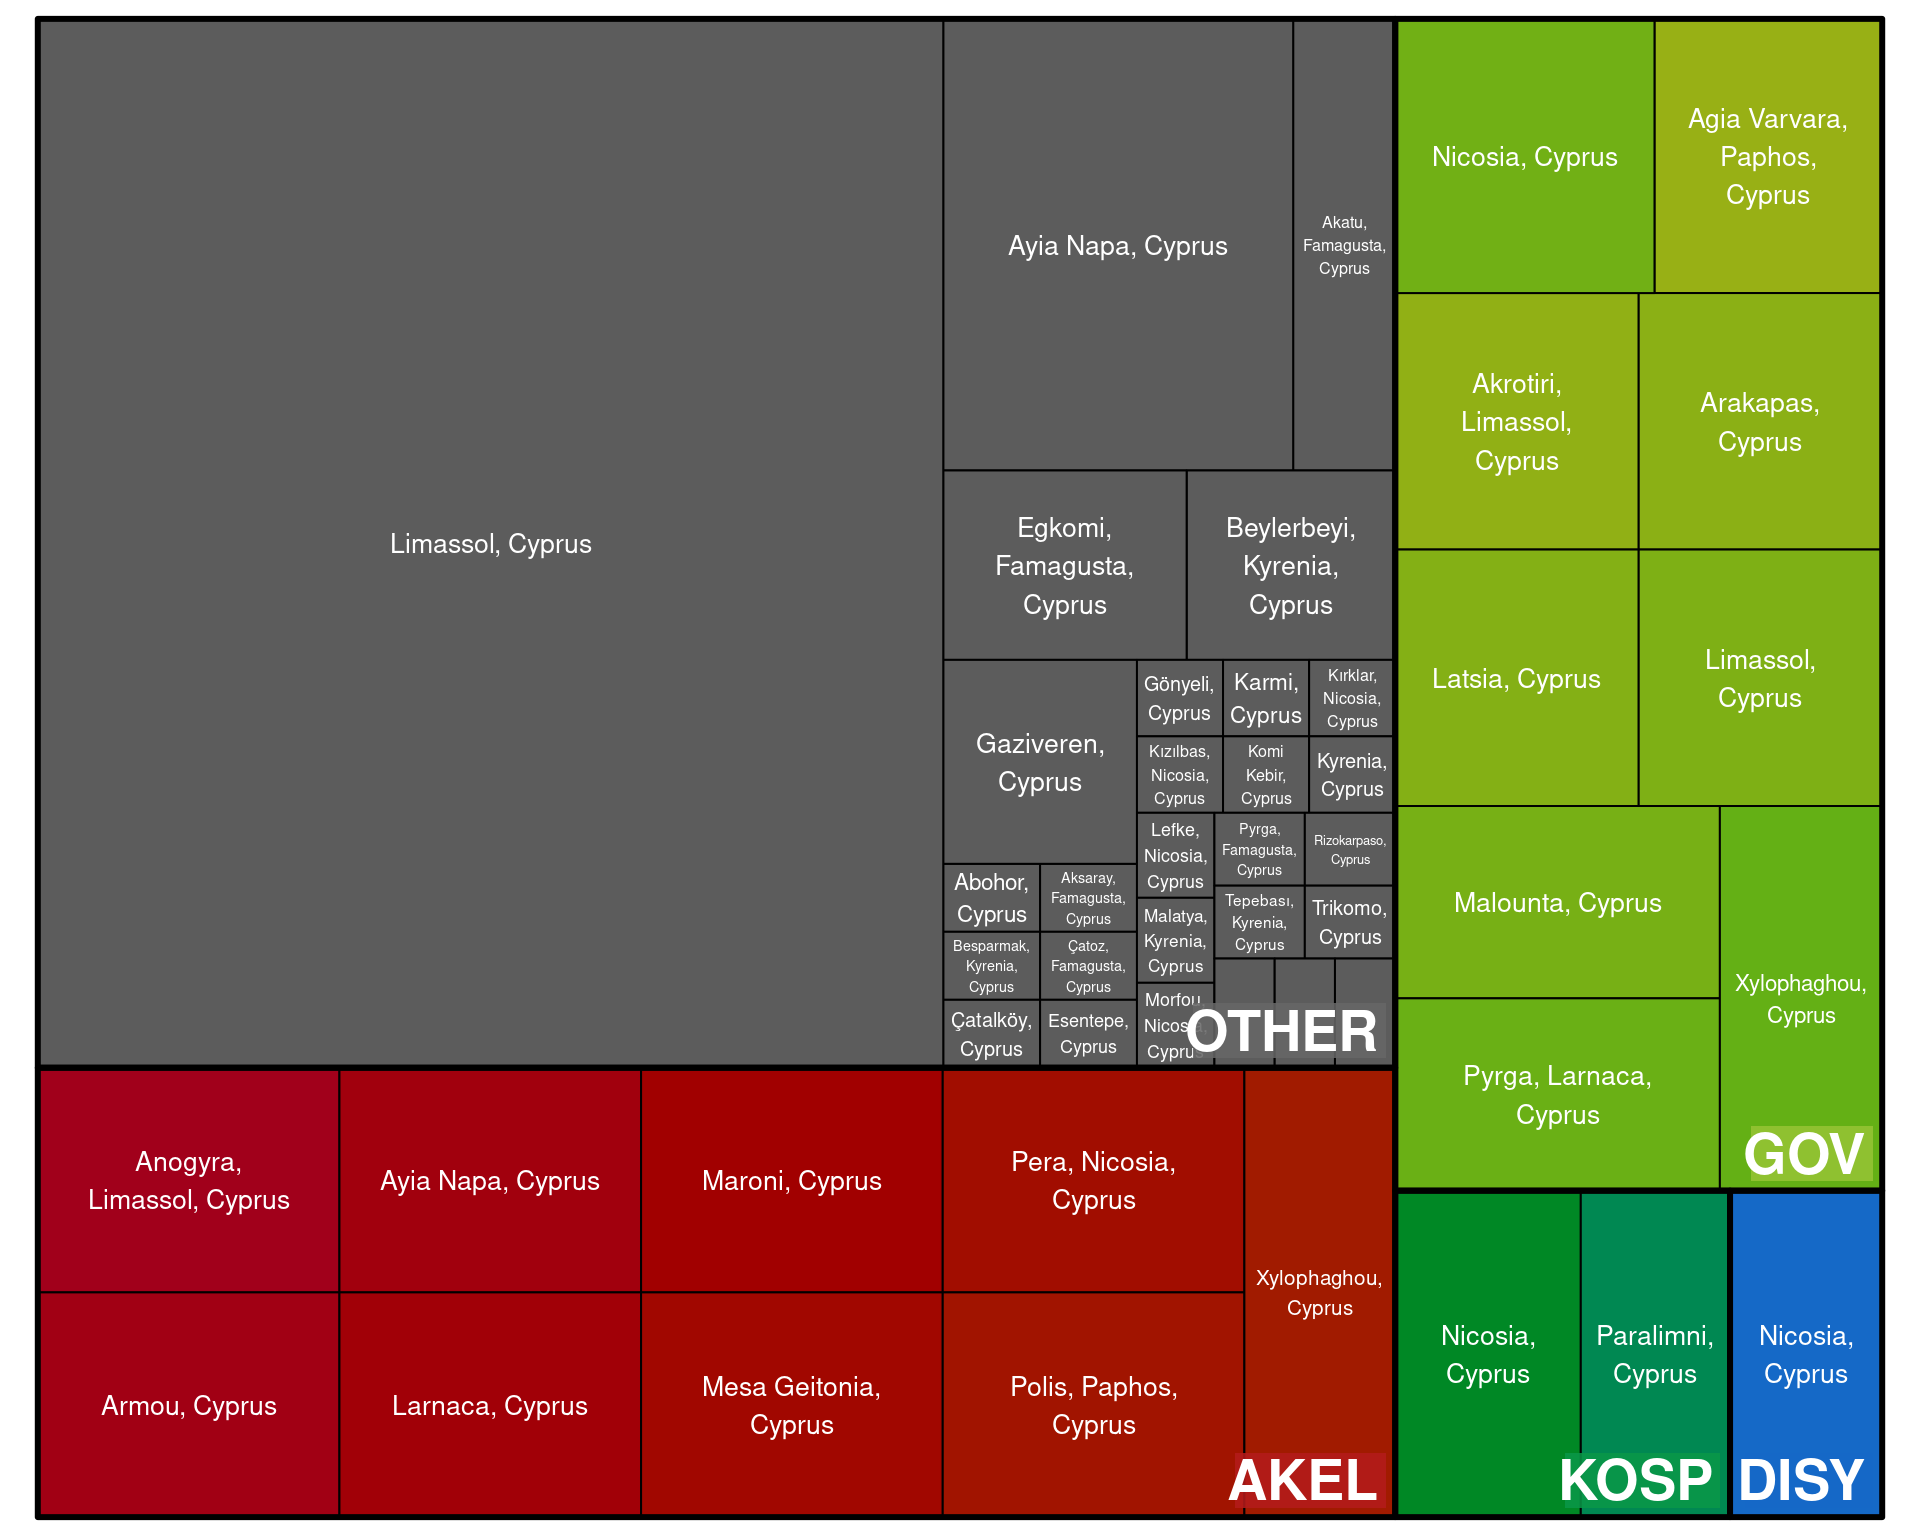 Limassol, Cyprus
Ayia Napa, Cyprus
Akatu,
Famagusta,
Cyprus
Egkomi,
Famagusta,
Cyprus
Beylerbeyi,
Kyrenia,
Cyprus
Gaziveren,
Cyprus
Gönyeli,
Cyprus
Karmi,
Cyprus
Kırklar,
Nicosia,
Cyprus
Kızılbas,
Nicosia,
Cyprus
Komi
Kebir,
Cyprus
Kyrenia,
Cyprus
Lefke,
Nicosia,
Cyprus
Pyrga,
Famagusta,
Cyprus
Rizokarpaso,
Cyprus
Abohor,
Cyprus
Aksaray,
Famagusta,
Cyprus
Malatya,
Kyrenia,
Cyprus
Tepebası,
Kyrenia,
Cyprus
Trikomo,
Cyprus
Besparmak,
Kyrenia,
Cyprus
Çatoz,
Famagusta,
Cyprus
Çatalköy,
Cyprus
Esentepe,
Cyprus
Morfou,
Nicosia,
Cyprus
OTHER
Nicosia, Cyprus
Agia Varvara,
Paphos,
Cyprus
Akrotiri,
Limassol,
Cyprus
Arakapas,
Cyprus
Latsia, Cyprus
Limassol,
Cyprus
Malounta, Cyprus
Xylophaghou,
Cyprus
Pyrga, Larnaca,
Cyprus
GOV
Anogyra,
Limassol, Cyprus
Ayia Napa, Cyprus
Maroni, Cyprus
Pera, Nicosia,
Cyprus
Xylophaghou,
Cyprus
Armou, Cyprus
Larnaca, Cyprus
Mesa Geitonia,
Cyprus
Polis, Paphos,
Cyprus
AKEL
Nicosia,
Cyprus
Paralimni,
Cyprus
KOSP
Nicosia,
Cyprus
DISY